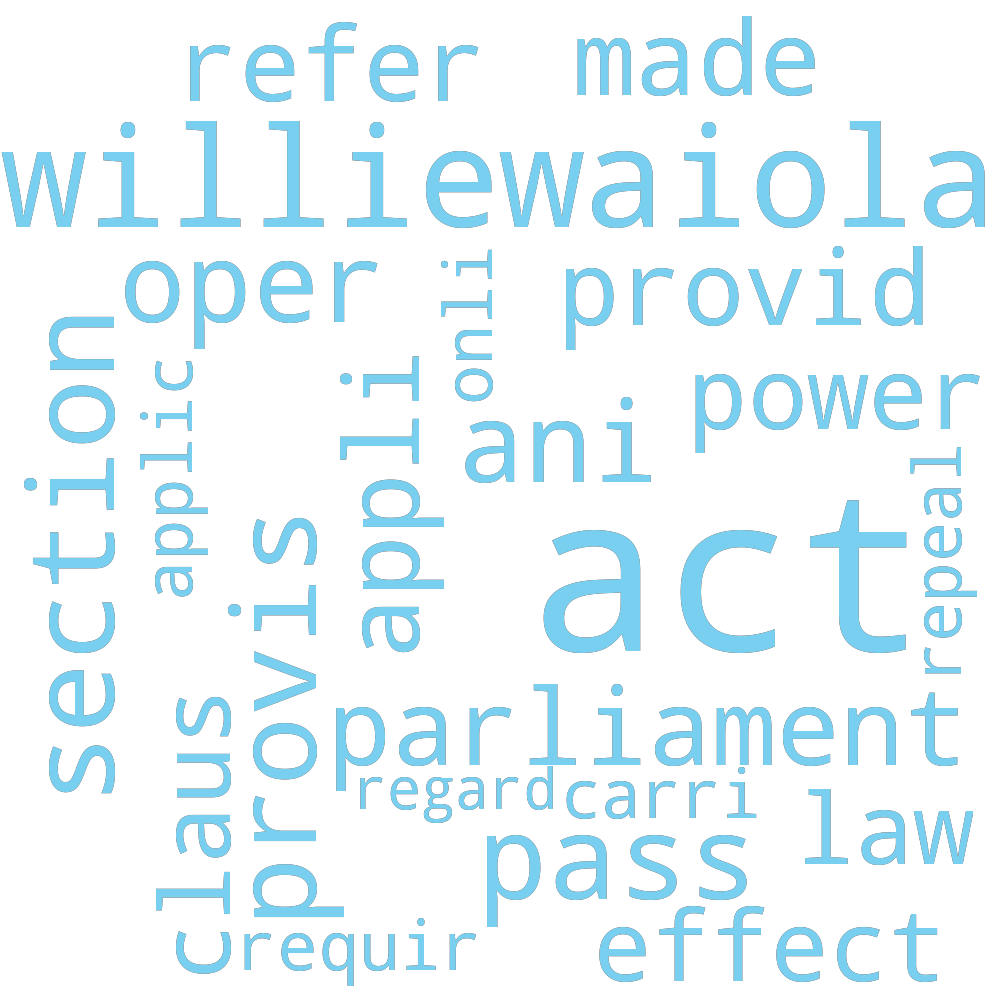 refer made
williewaiola
oper onli provid
section applic appli ani power
provis act repeal
claus parliament
regard carri law
pass
requir effect